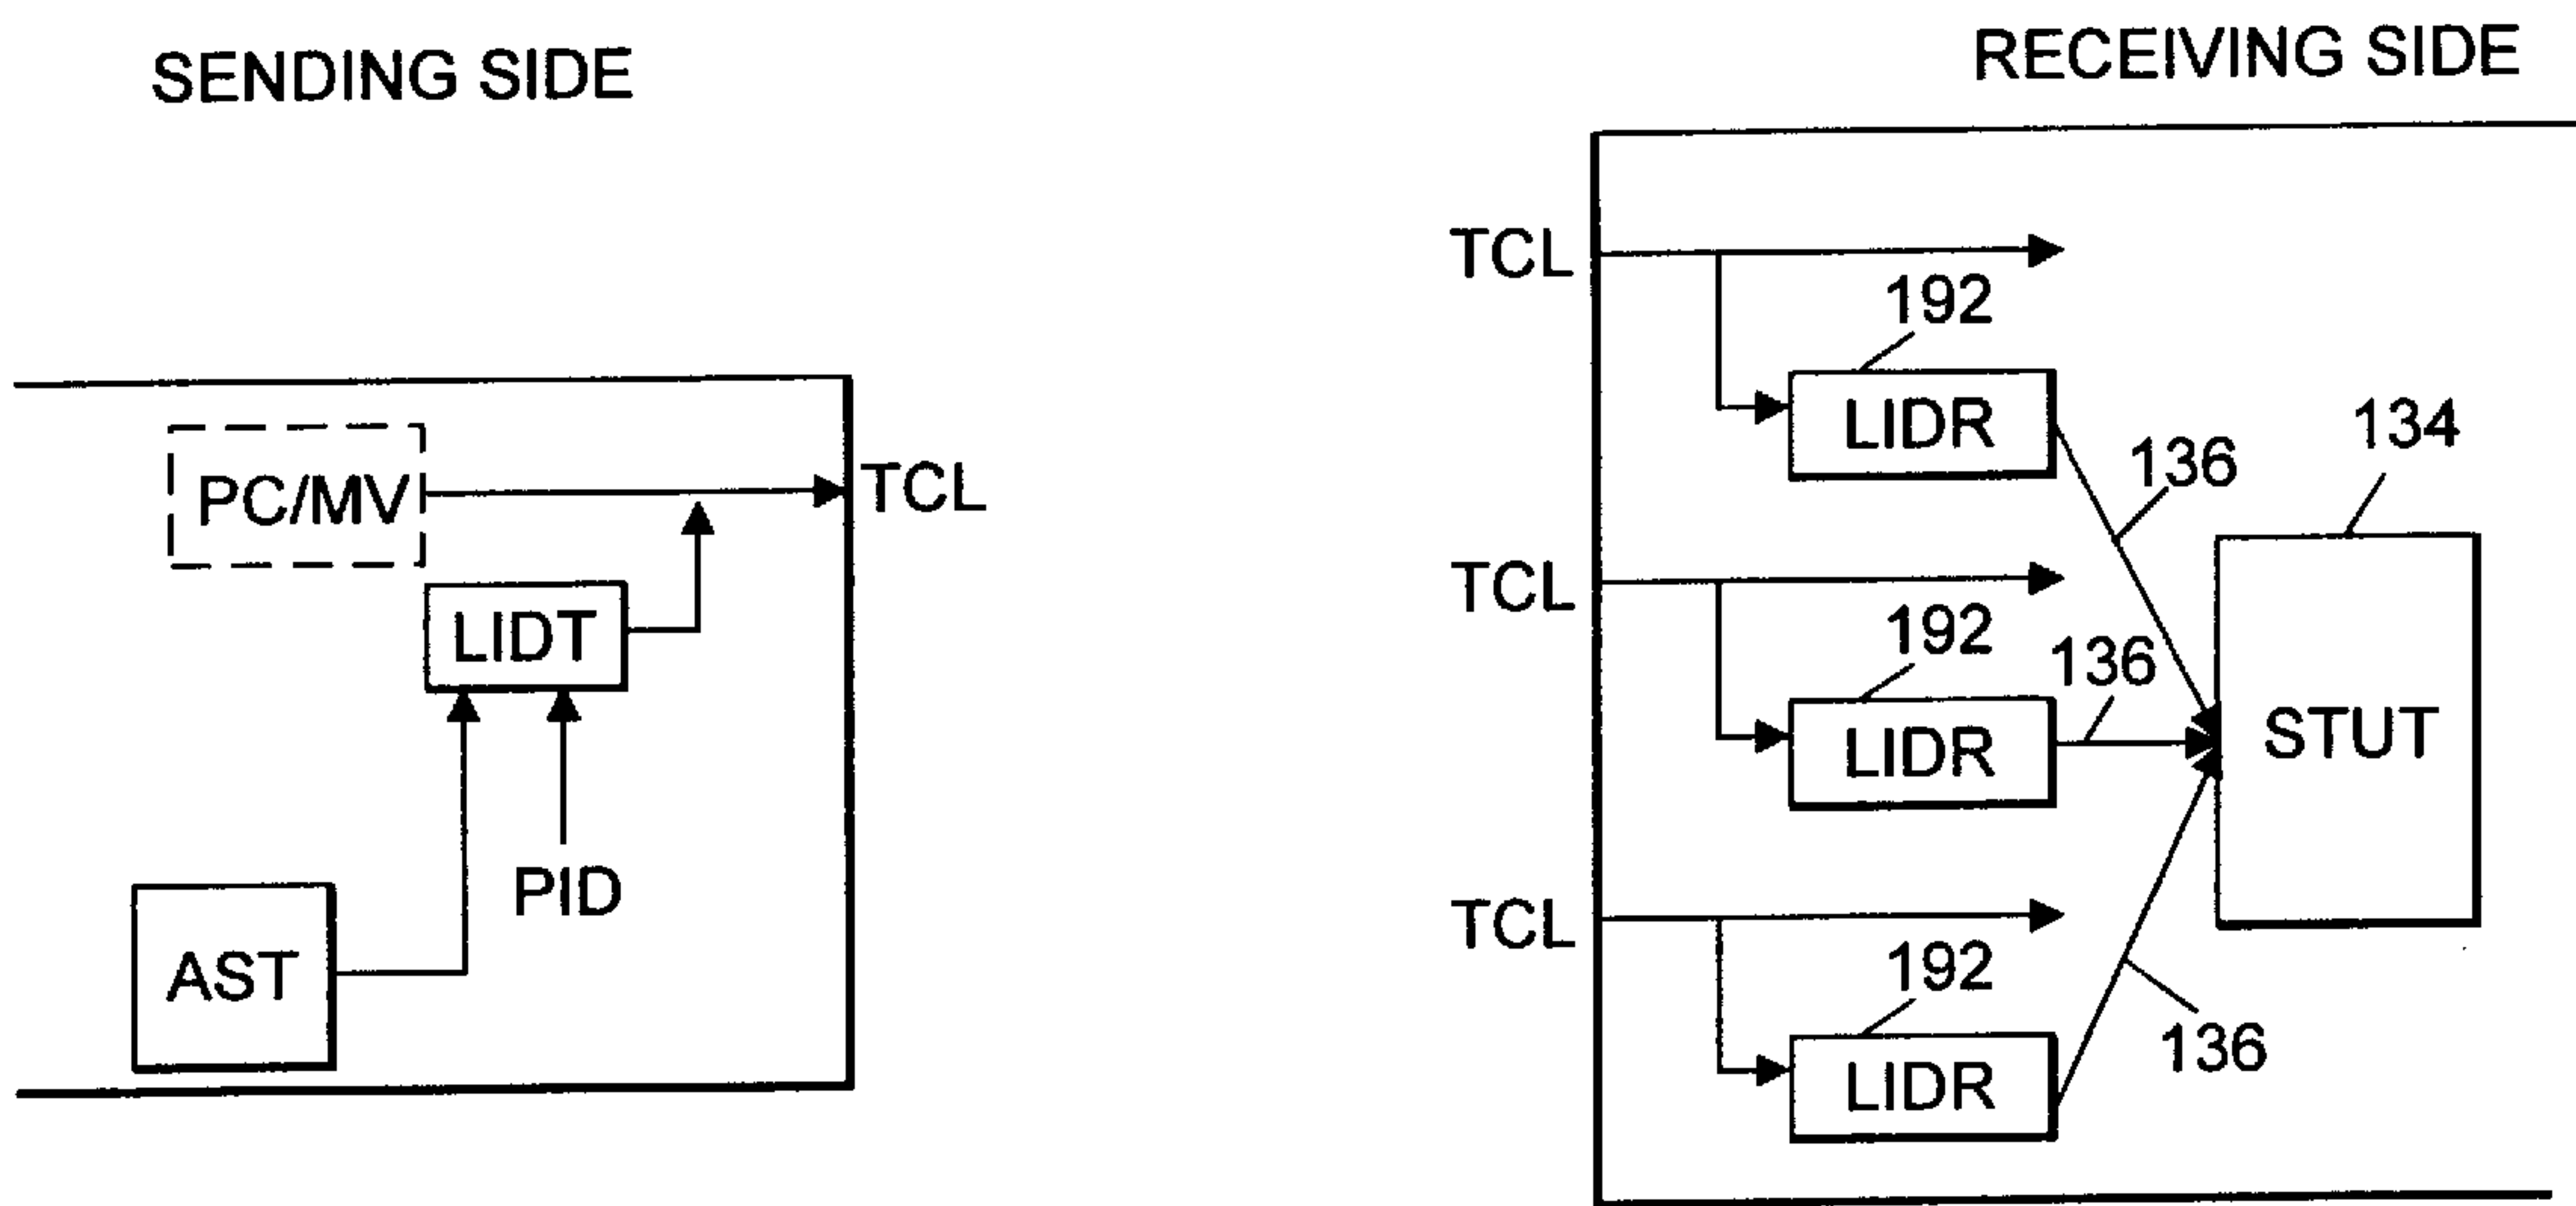 SENDING SIDE
PC/MV
TCL
LIDT
PID
AST
RECEIVING SIDE
TCL
192
LIDR
136
134
TCL
192
LIDR
136
STUT
TCL
192
LIDR
136